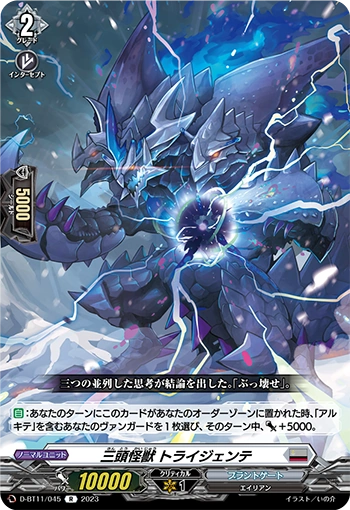 2
グレード
インターセプト
5000
シールド
三つの並列した思考が結論を出した。「ぶっ壊せ」。
自:あなたのターンにこのカードがあなたのオーダーゾーンに置かれた時、「アルキテ」を含むあなたのヴァンガードを1枚選び、そのターン中、+5000。
ノーマルユニット
三頭怪獣 トライジェンテ
パワー
10000
クリティカル
1
ブラントゲート
エイリアン
D-BT11/045 R 2023
イラスト/いの介